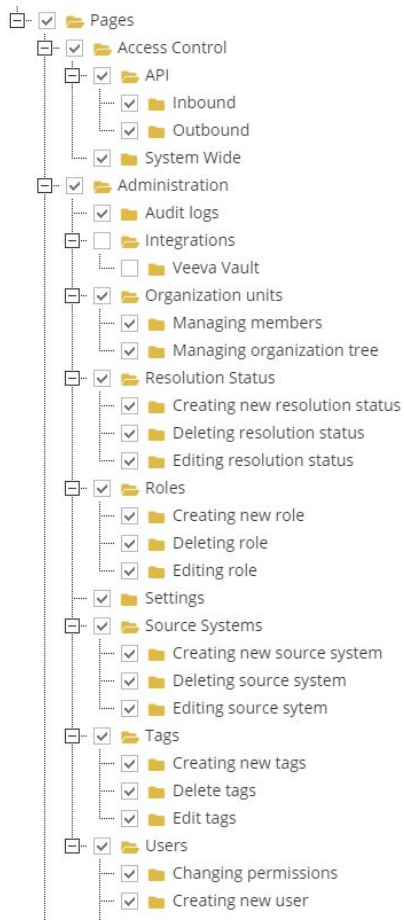 Pages
Access Control
API
Inbound
Outbound
System Wide
Administration
Audit logs
Integrations
Veeva Vault
Organization units
Managing members
Managing organization tree
Resolution Status
Creating new resolution status
Deleting resolution status
Editing resolution status
Roles
Creating new role
Deleting role
Editing role
Settings
Source Systems
Creating new source system
Deleting source system
Editing source sytem
Tags
Creating new tags
Delete tags
Edit tags
Users
Changing permissions
Creating new user